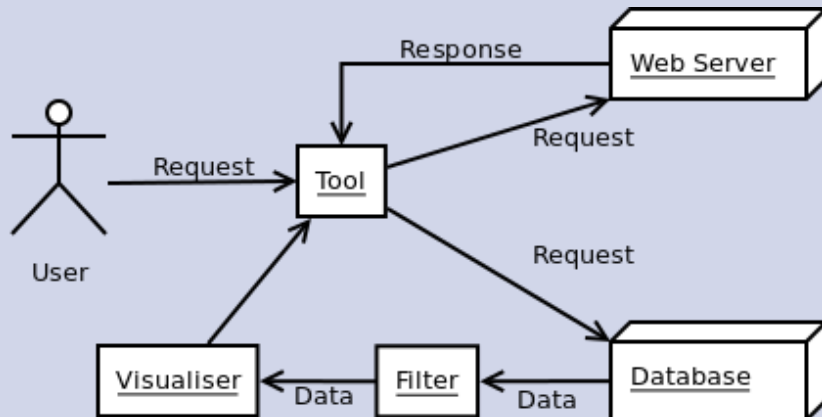 Response
Web Server
Request
Request
Tool
User
Request
Visualiser
Data
Filter
Data
Database